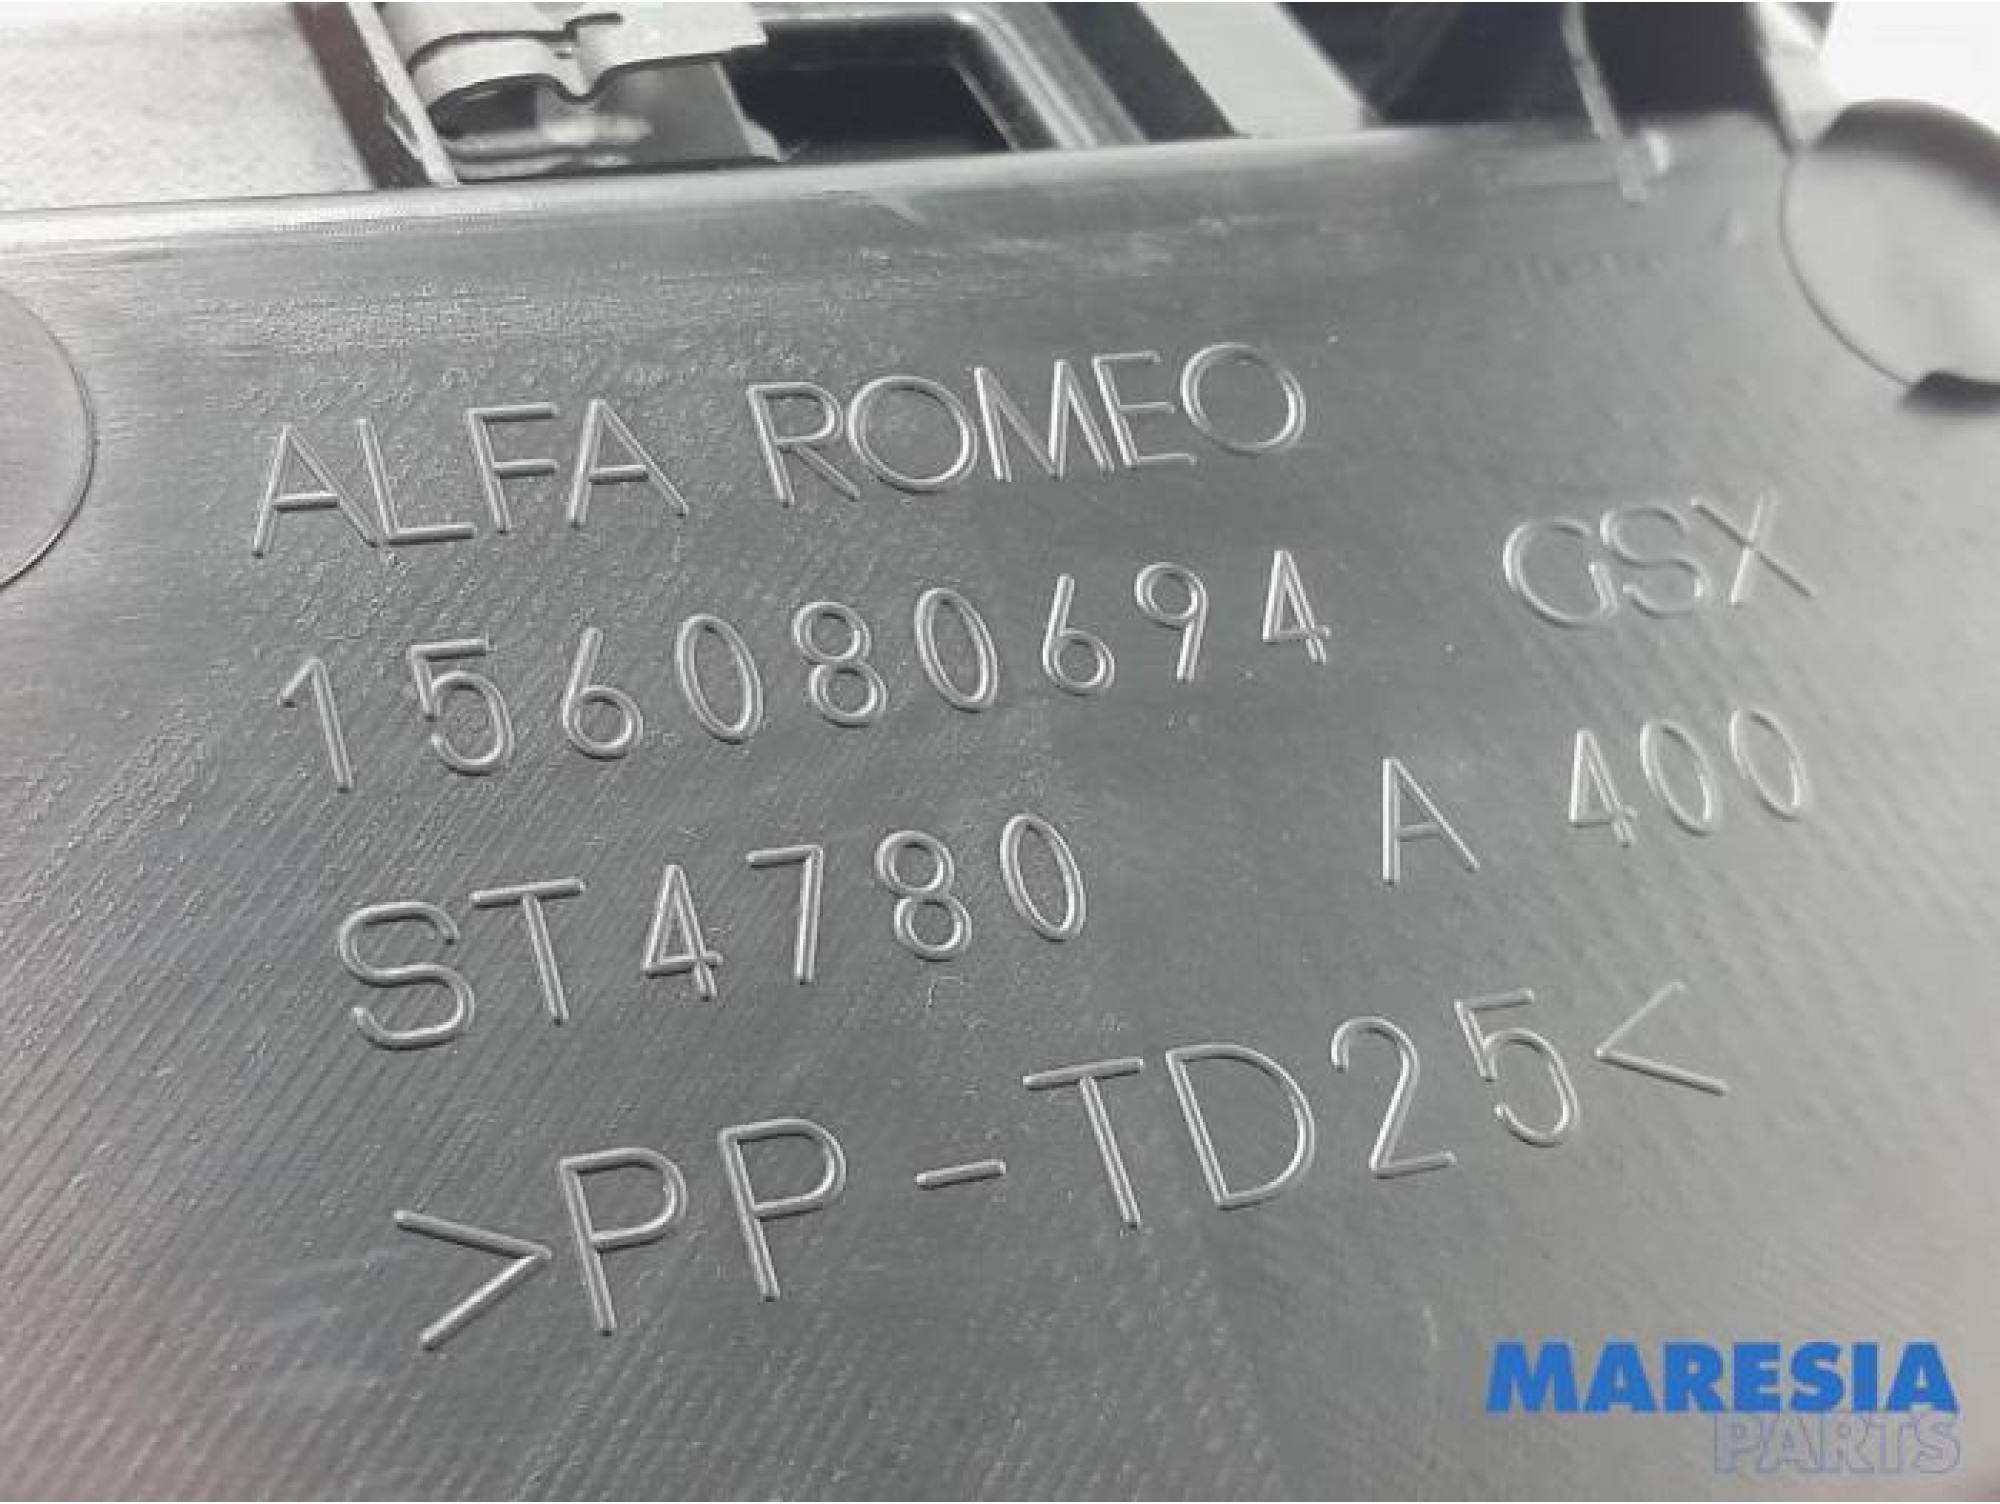 ALFA ROMEO
156080694 GSX
ST4780 A 400
>PP-TD25<
MARESIA
PARTS